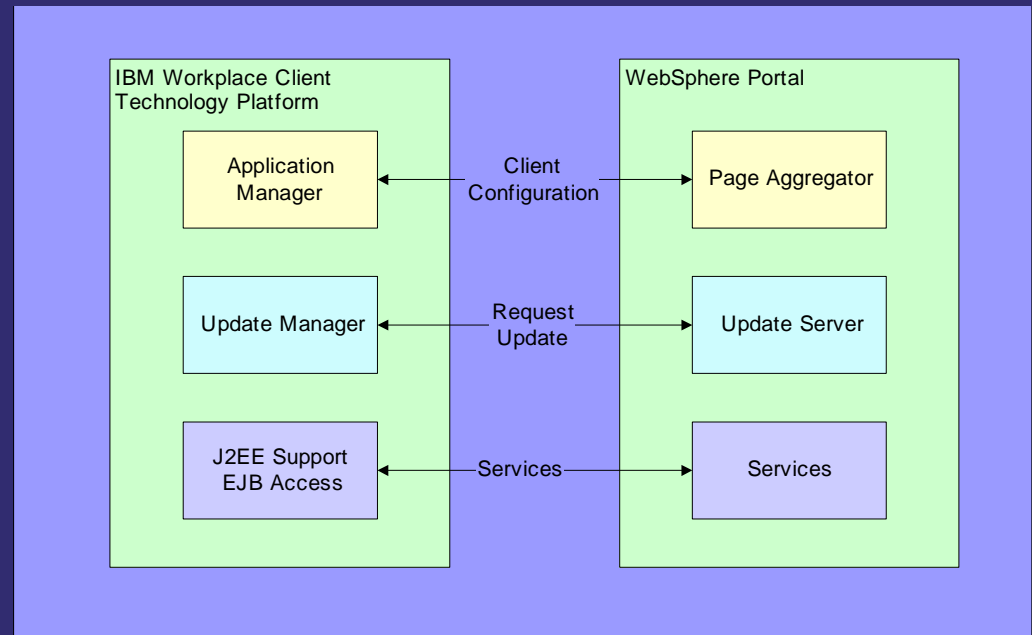 IBM Workplace Client
Technology Platform
WebSphere Portal
Application
Manager
Client
Configuration
Page Aggregator
Update Manager
Request
Update
Update Server
J2EE Support
EJB Access
Services
Services